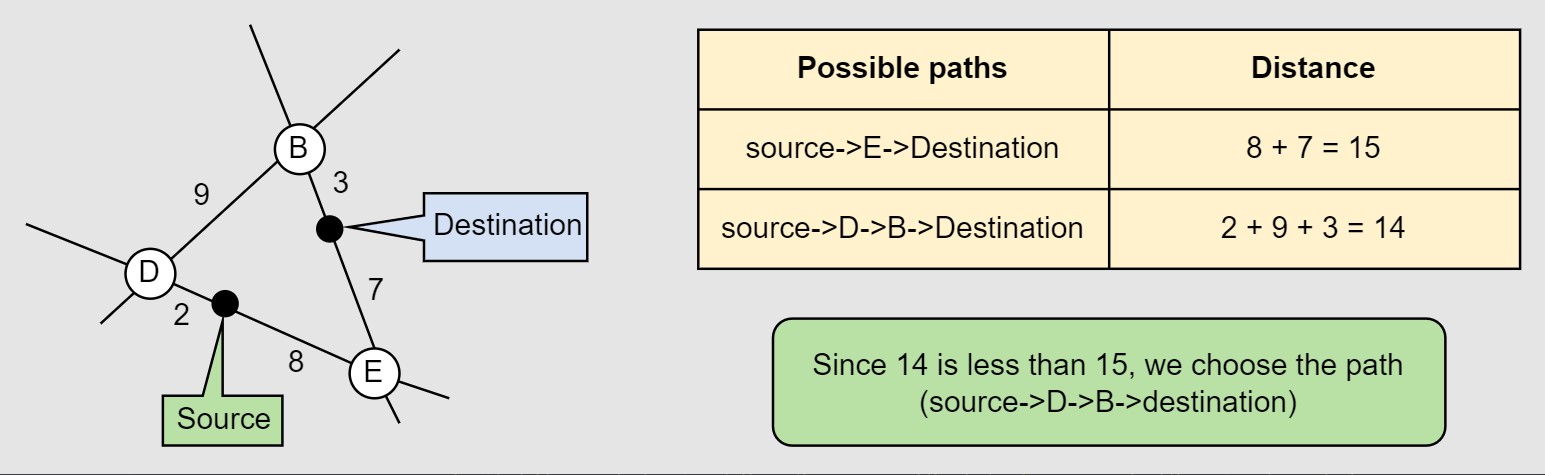 B
9
3
Destination
D
2
7
8
E
Source
Possible paths
Distance
source->E->Destination
8 + 7 = 15
source->D->B->Destination
2 + 9 + 3 = 14
Since 14 is less than 15, we choose the path
(source->D->B->destination)